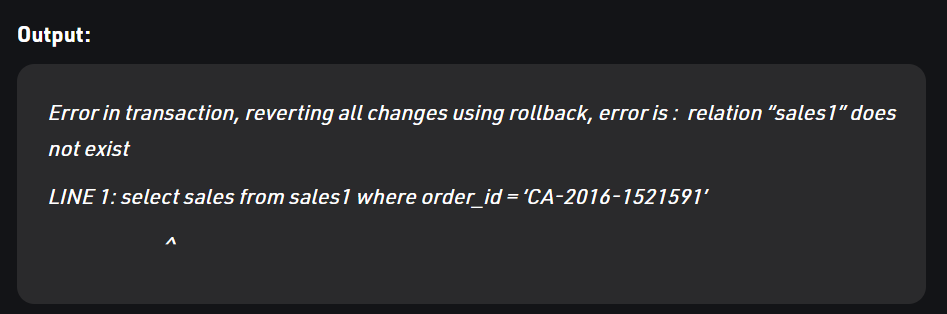 Output:
Error in transaction, reverting all changes using rollback, error is :  relation “sales1” does
not exist
LINE 1: select sales from sales1 where order_id = ‘CA-2016-1521591’
^